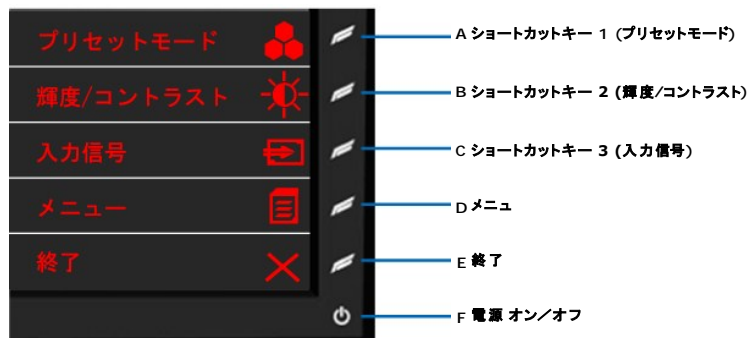 プリセットモード
A ショートカットキー 1 (プリセットモード)
輝度/コントラスト
B ショートカットキー 2 (輝度/コントラスト)
入力信号
C ショートカットキー 3 (入力信号)
メニュー
D メニュ
終了
E 終了
F 電源 オン/オフ